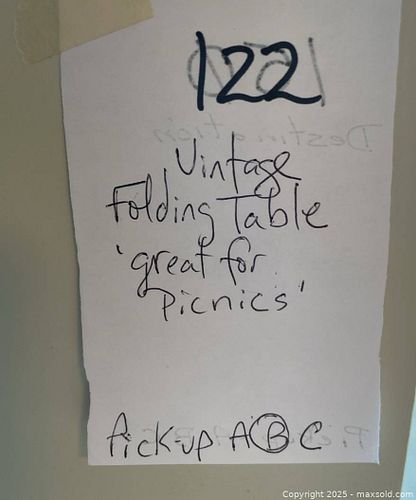 122
Vintage
Folding Table
'great for
Picnics'
Pick-up A B C
Copyright 2025 - maxsold.com